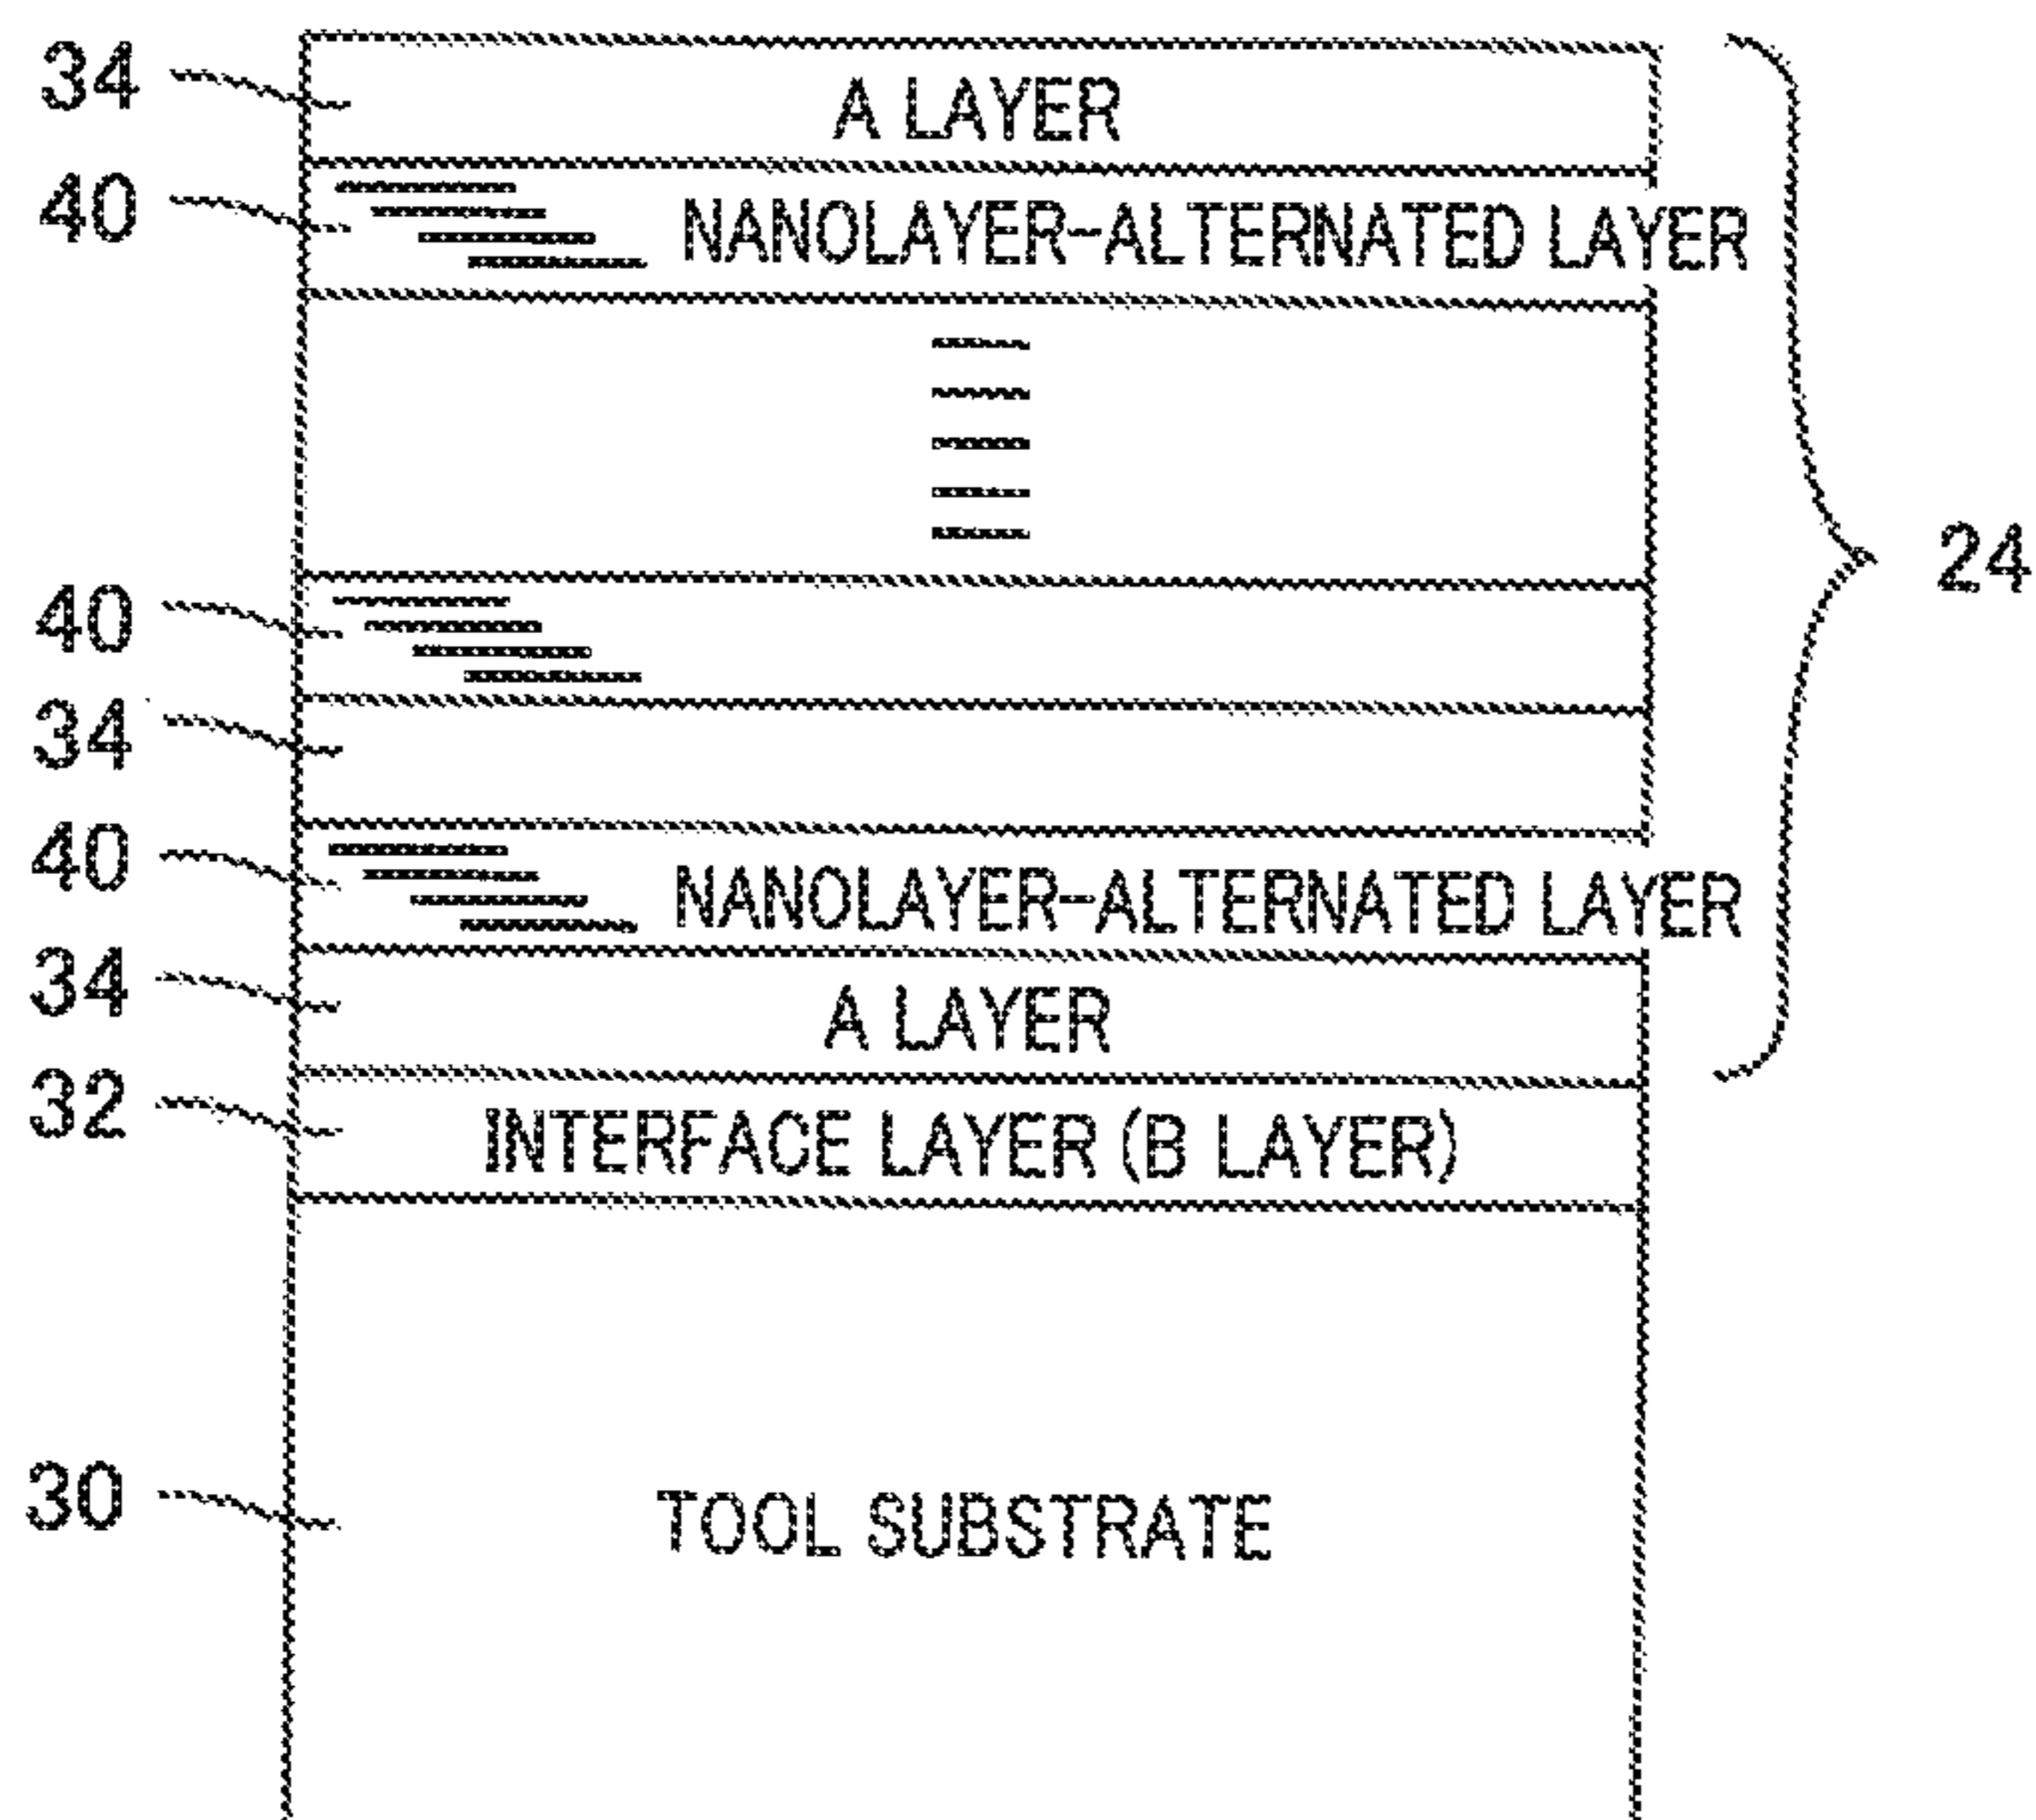 34 A LAYER
40 NANOLAYER-ALTERNATED LAYER
24
40
34
40 NANOLAYER-ALTERNATED LAYER
34 A LAYER
32 INTERFACE LAYER (B LAYER)
30 TOOL SUBSTRATE